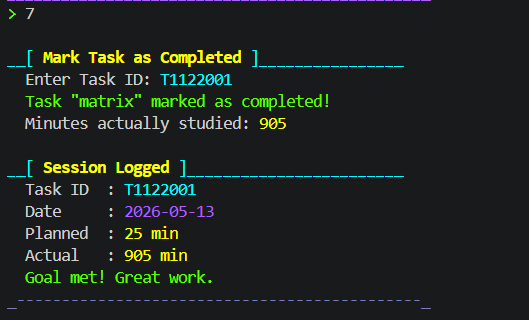 > 7
__[ Mark Task as Completed ]________________
Enter Task ID: T1122001
Task "matrix" marked as completed!
Minutes actually studied: 905
__[ Session Logged ]________________________
Task ID  : T1122001
Date     : 2026-05-13
Planned  : 25 min
Actual   : 905 min
Goal met! Great work.
_---------------------------------------------_